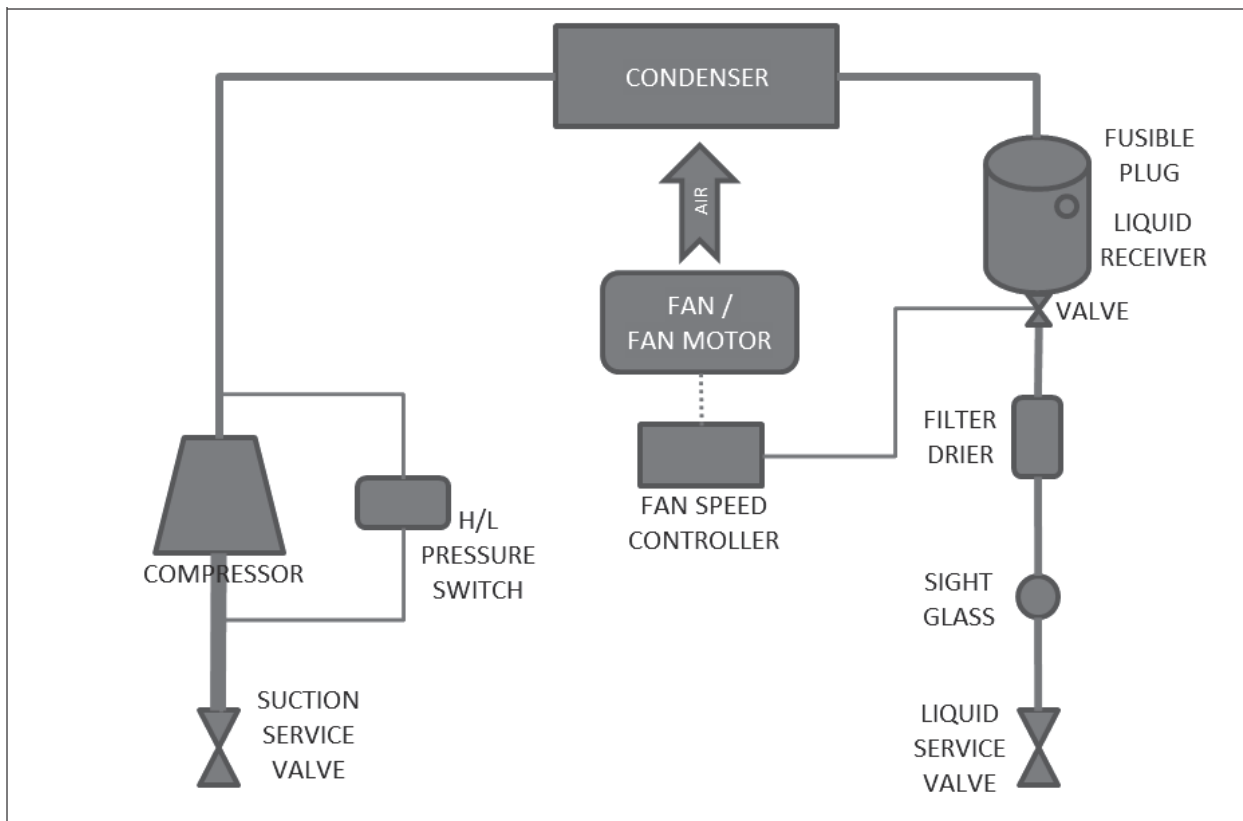 CONDENSER
FUSIBLE
PLUG
LIQUID
RECEIVER
AIR
FAN /
FAN MOTOR
VALVE
FILTER
DRIER
FAN SPEED
CONTROLLER
H/L
PRESSURE
SWITCH
COMPRESSOR
SIGHT
GLASS
SUCTION
SERVICE
VALVE
LIQUID
SERVICE
VALVE